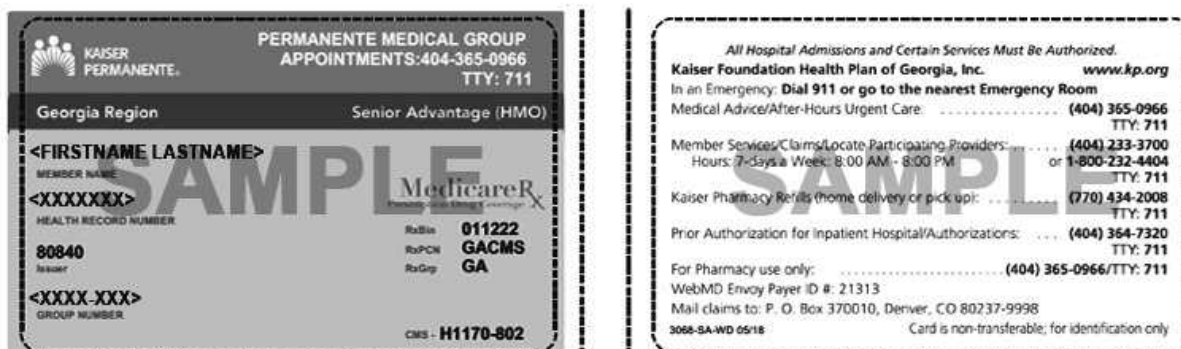 KAISER
PERMANENTE®
PERMANENTE MEDICAL GROUP
APPOINTMENTS:404-365-0966
TTY: 711
Georgia Region
Senior Advantage (HMO)
SAMPLE
<FIRSTNAME LASTNAME>
MEMBER NAME
<XXXXXXX>
HEALTH RECORD NUMBER
80840
Issuer
<XXXX-XXX>
GROUP NUMBER
MedicareRx
Prescription Drug Coverage
RxBin 011222
RxPCN GACMS
RxGrp GA
CMS - H1170-802
SAMPLE
All Hospital Admissions and Certain Services Must Be Authorized.
Kaiser Foundation Health Plan of Georgia, Inc. www.kp.org
In an Emergency: Dial 911 or go to the nearest Emergency Room
Medical Advice/After-Hours Urgent Care: ................ (404) 365-0966
TTY: 711
Member Services/Claims/Locate Participating Providers: ..... (404) 233-3700
Hours: 7-days a Week: 8:00 AM - 8:00 PM or 1-800-232-4404
TTY: 711
Kaiser Pharmacy Refills (home delivery or pick up): ......... (770) 434-2008
TTY: 711
Prior Authorization for Inpatient Hospital/Authorizations: .... (404) 364-7320
TTY: 711
For Pharmacy use only: ...................... (404) 365-0966/TTY: 711
WebMD Envoy Payer ID #: 21313
Mail claims to: P. O. Box 370010, Denver, CO 80237-9998
3068-SA-WD 05/18 Card is non-transferable; for identification only